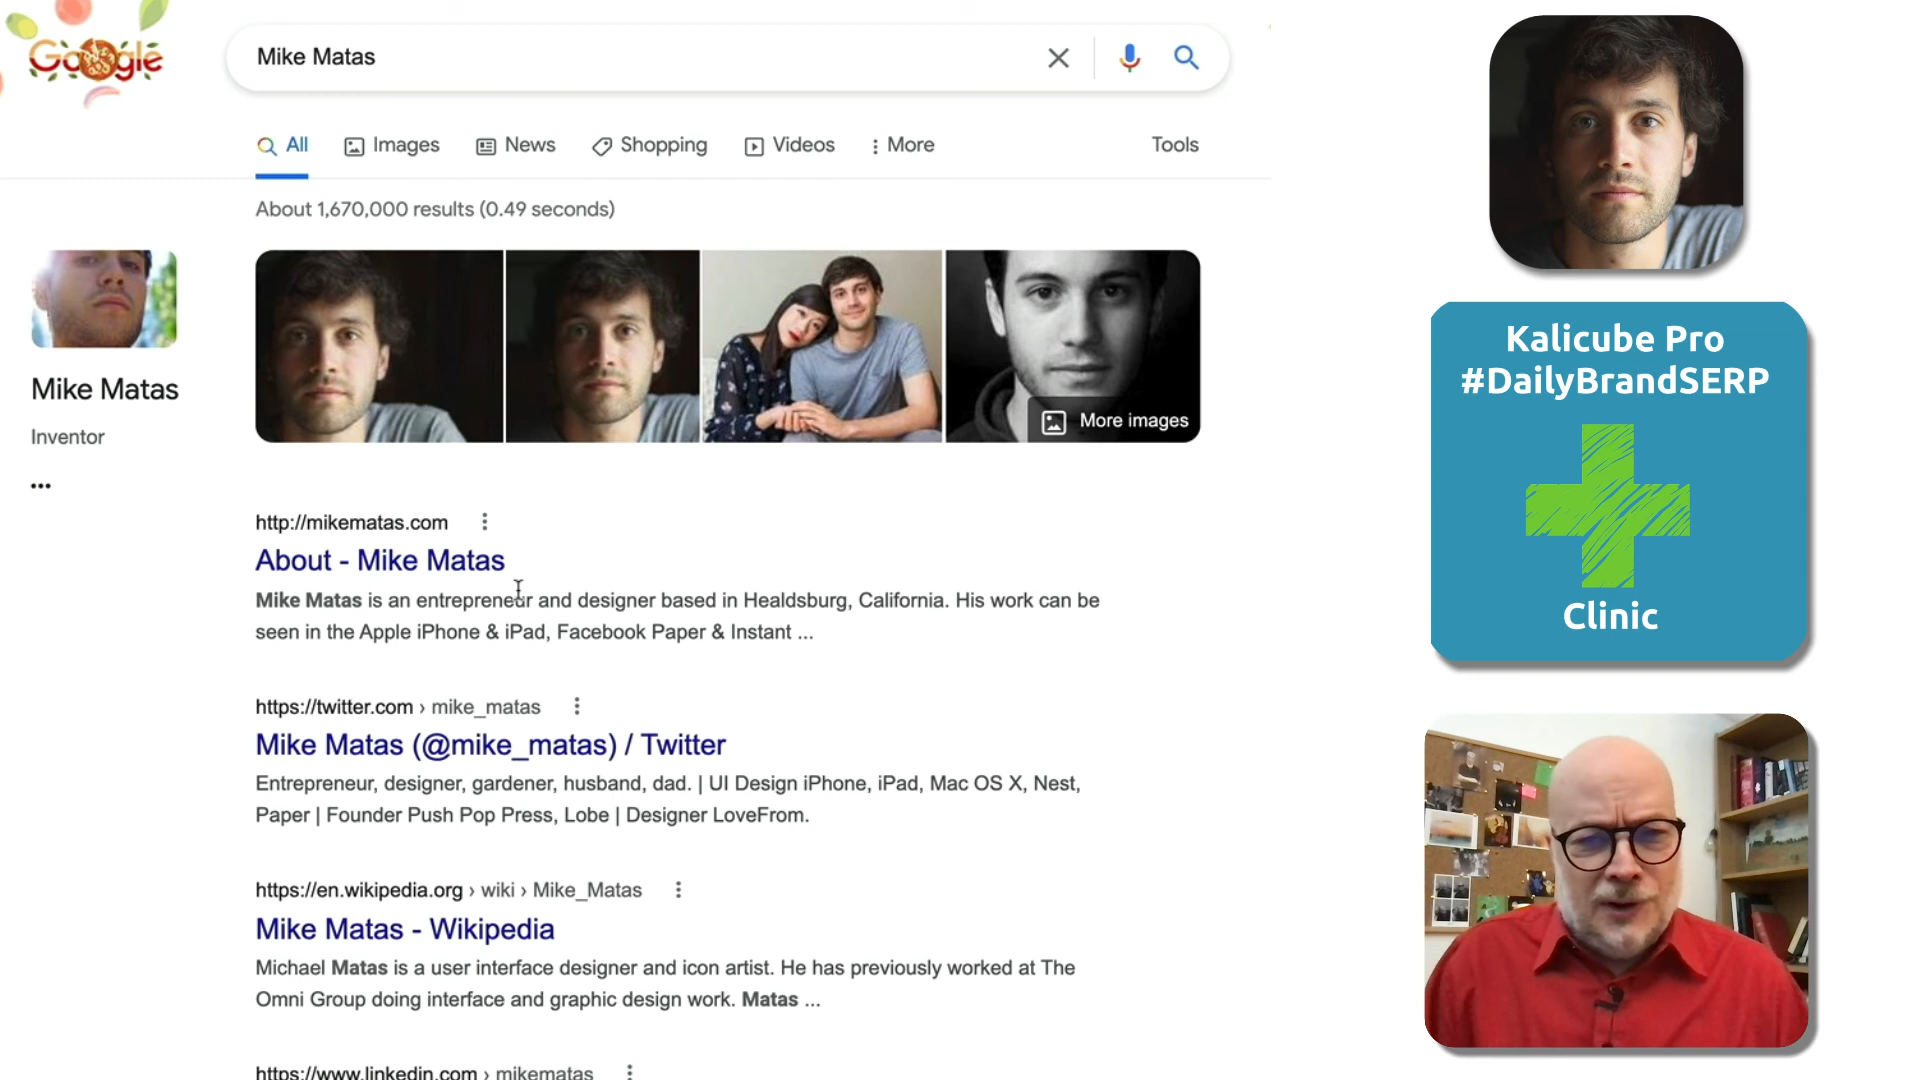 Google
Mike Matas
All
Images
News
Shopping
Videos
More
Tools
About 1,670,000 results (0.49 seconds)
Mike Matas
Inventor
...
More images
http://mikematas.com
About - Mike Matas
Mike Matas is an entrepreneur and designer based in Healdsburg, California. His work can be
seen in the Apple iPhone & iPad, Facebook Paper & Instant ...
https://twitter.com › mike_matas
Mike Matas (@mike_matas) / Twitter
Entrepreneur, designer, gardener, husband, dad. | UI Design iPhone, iPad, Mac OS X, Nest,
Paper | Founder Push Pop Press, Lobe | Designer LoveFrom.
https://en.wikipedia.org › wiki › Mike_Matas
Mike Matas - Wikipedia
Michael Matas is a user interface designer and icon artist. He has previously worked at The
Omni Group doing interface and graphic design work. Matas ...
https://www.linkedin.com › mikematas
Kalicube Pro
#DailyBrandSERP
Clinic